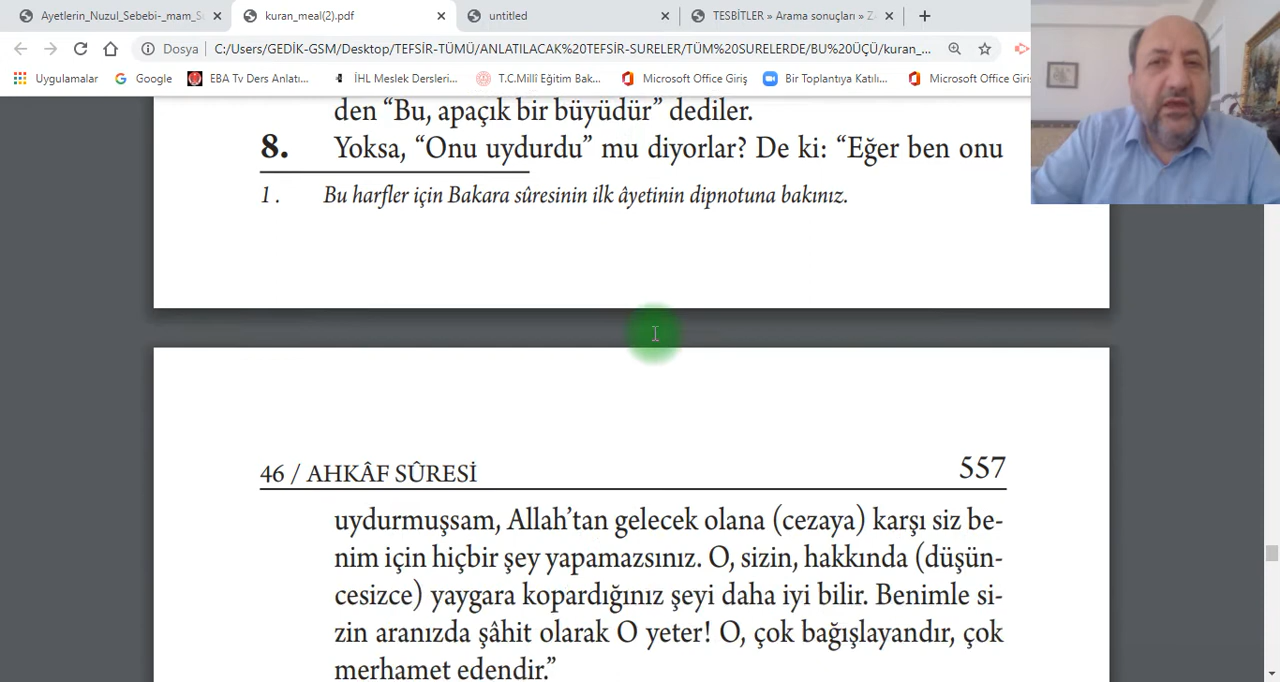 Ayetlerin_Nuzul_Sebebi-_mam_S
kuran_meal(2).pdf
untitled
TESBİTLER » Arama sonuçları » Z
Dosya
C:/Users/GEDİK-GSM/Desktop/TEFSİR-TÜMÜ/ANLATILACAK%20TEFSİR-SURELER/TÜM%20SURELERDE/BU%20ÜÇÜ/kuran_...
Uygulamalar
Google
EBA Tv Ders Anlatı...
İHL Meslek Dersleri...
T.C.Millî Eğitim Bak...
Microsoft Office Giriş
Bir Toplantıya Katılı...
Microsoft Office Giri
den “Bu, apaçık bir büyüdür” dediler.
8. Yoksa, “Onu uydurdu” mu diyorlar? De ki: “Eğer ben onu
1 . Bu harfler için Bakara sûresinin ilk âyetinin dipnotuna bakınız.
46 / AHKÂF SÛRESİ 557
uydurmuşsam, Allah’tan gelecek olana (cezaya) karşı siz be-
nim için hiçbir şey yapamazsınız. O, sizin, hakkında (düşün-
cesizce) yaygara kopardığınız şeyi daha iyi bilir. Benimle si-
zin aranızda şâhit olarak O yeter! O, çok bağışlayandır, çok
merhamet edendir.”